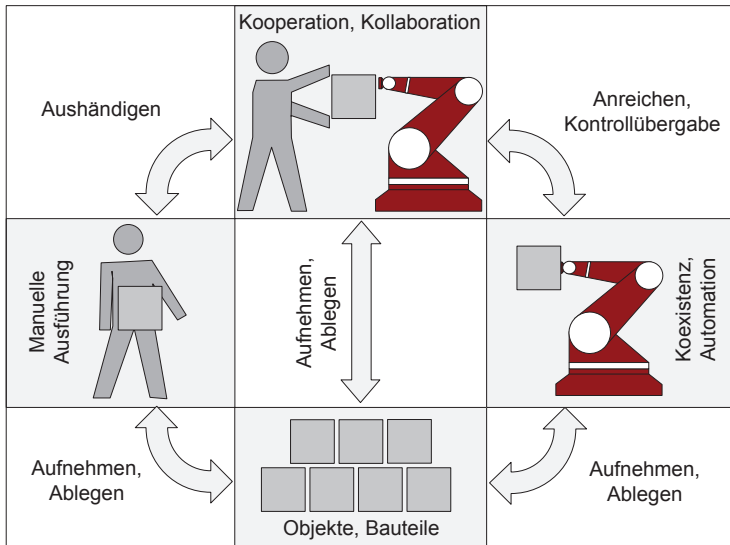 Kooperation, Kollaboration
Aushändigen
Anreichen,
Kontrollübergabe
Manuelle
Ausführung
Aufnehmen,
Ablegen
Koexistenz,
Automation
Aufnehmen,
Ablegen
Aufnehmen,
Ablegen
Objekte, Bauteile